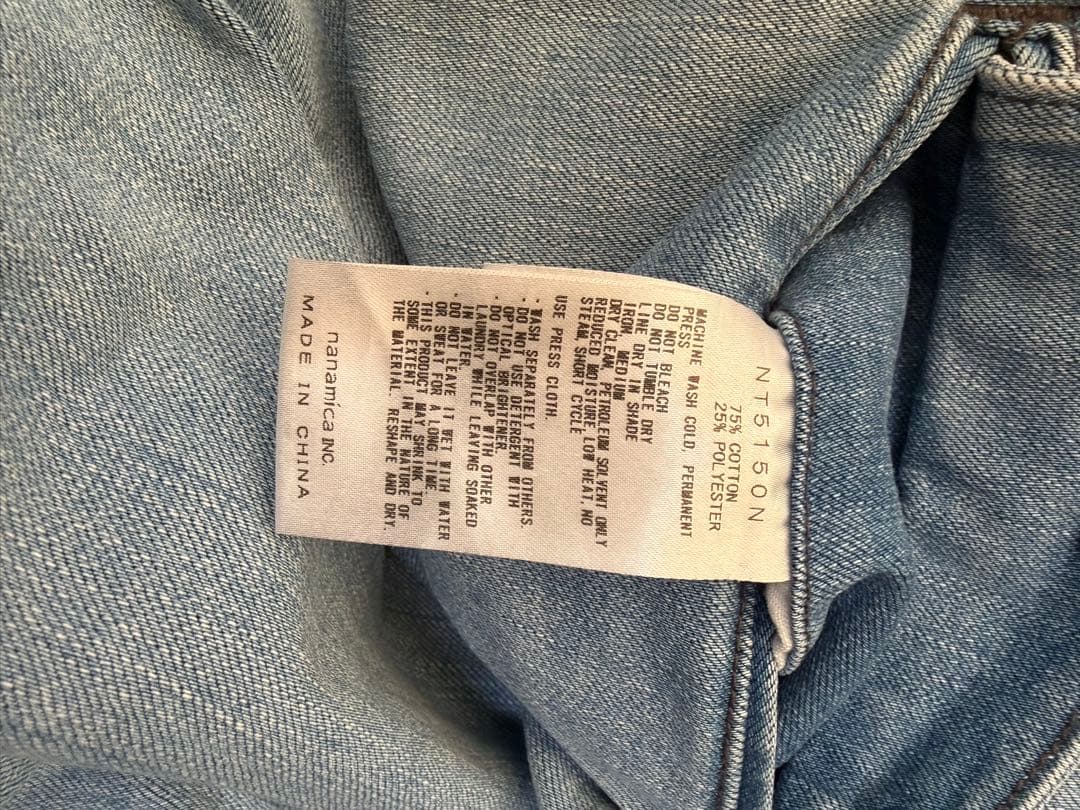 NT5150N
75% COTTON
25% POLYESTER
MACHINE WASH COLD, PERMANENT
PRESS
DO NOT BLEACH
DO NOT TUMBLE DRY
LINE DRY IN SHADE
IRON, MEDIUM
DRY CLEAN, PETROLEUM SOLVENT ONLY
REDUCED MOISTURE, LOW HEAT, NO
STEAM, SHORT CYCLE
USE PRESS CLOTH.
・WASH SEPARATELY FROM OTHERS.
・DO NOT USE DETERGENT WITH
OPTICAL BRIGHTENER.
・DO NOT OVERLAP WITH OTHER
LAUNDRY WHILE LEAVING SOAKED
IN WATER.
・DO NOT LEAVE IT WET WITH WATER
OR SWEAT FOR A LONG TIME.
・THIS PRODUCT MAY SHRINK TO
SOME EXTENT IN THE NATURE OF
THE MATERIAL. RESHAPE AND DRY.
nanamica INC.
MADE IN CHINA